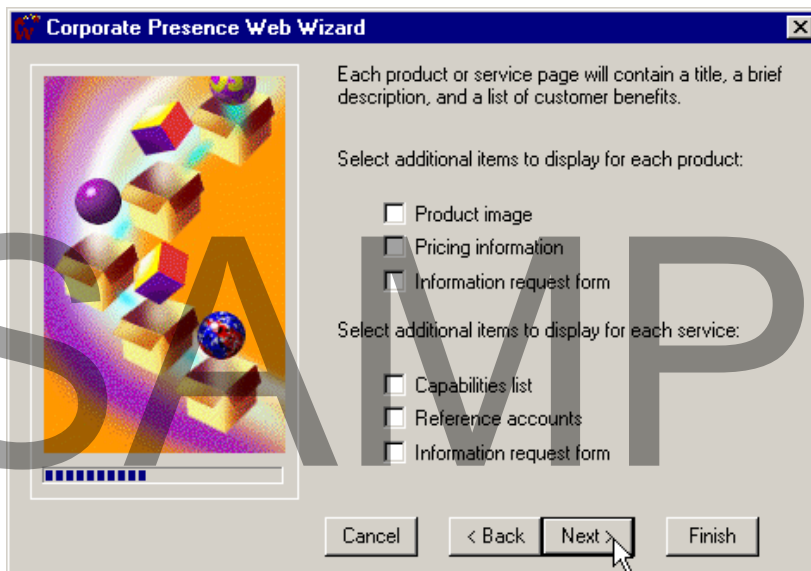 Corporate Presence Web Wizard
Each product or service page will contain a title, a brief
description, and a list of customer benefits.
Select additional items to display for each product:
Product image
Pricing information
Information request form
Select additional items to display for each service:
Capabilities list
Reference accounts
Information request form
SAMP
Cancel
< Back
Next >
Finish